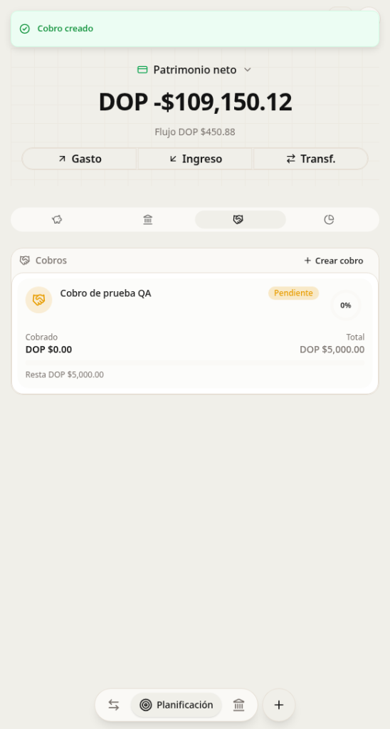 Cobro creado
Patrimonio neto
DOP -$109,150.12
Flujo DOP $450.88
Gasto
Ingreso
Transf.
Cobros
Crear cobro
Cobro de prueba QA
Pendiente
0%
Cobrado
Total
DOP $0.00
DOP $5,000.00
Resta DOP $5,000.00
Planificación